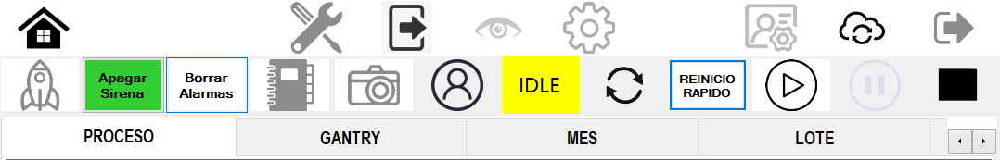 Apagar
Sirena
Borrar
Alarmas
IDLE
REINICIO
RAPIDO
PROCESO GANTRY MES LOTE